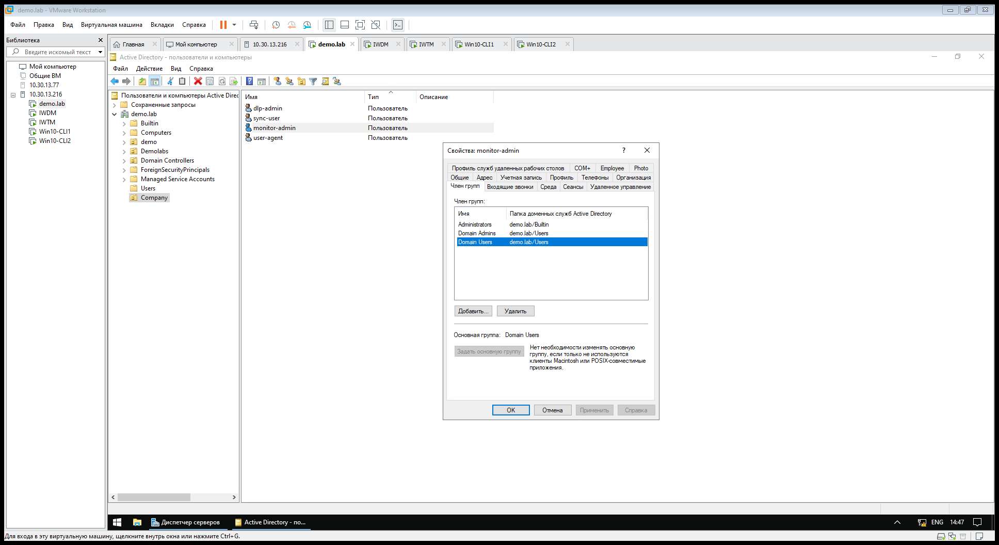 demo.lab - VMware Workstation
Файл Правка Вид Виртуальная машина Вкладки Справка
Библиотека
Введите искомый текст
Мой компьютер
Общие ВМ
10.30.13.77
10.30.13.216
demo.lab
IWDM
IWTM
Win10-CLI1
Win10-CLI2
Главная Мой компьютер 10.30.13.216 demo.lab IWDM IWTM Win10-CLI1 Win10-CLI2
Active Directory - пользователи и компьютеры
Файл Действие Вид Справка
Пользователи и компьютеры Active Direc
Сохраненные запросы
demo.lab
Builtin
Computers
demo
Demolabs
Domain Controllers
ForeignSecurityPrincipals
Managed Service Accounts
Users
Company
Имя Тип Описание
dlp-admin Пользователь
sync-user Пользователь
monitor-admin Пользователь
user-agent Пользователь
Свойства: monitor-admin ?
Профиль служб удаленных рабочих столов COM+ Employee Photo
Общие Адрес Учетная запись Профиль Телефоны Организация
Член групп Входящие звонки Среда Сеансы Удаленное управление
Член групп:
Имя Папка доменных служб Active Directory
Administrators demo.lab/Builtin
Domain Admins demo.lab/Users
Domain Users demo.lab/Users
Добавить... Удалить
Основная группа: Domain Users
Задать основную группу
Нет необходимости изменять основную
группу, если только не используются
клиенты Macintosh или POSIX-совместимые
приложения.
OK Отмена Применить Справка
Диспетчер серверов Active Directory - по... ENG 14:47
Для входа в эту виртуальную машину, щелкните внутрь окна или нажмите Ctrl+G.